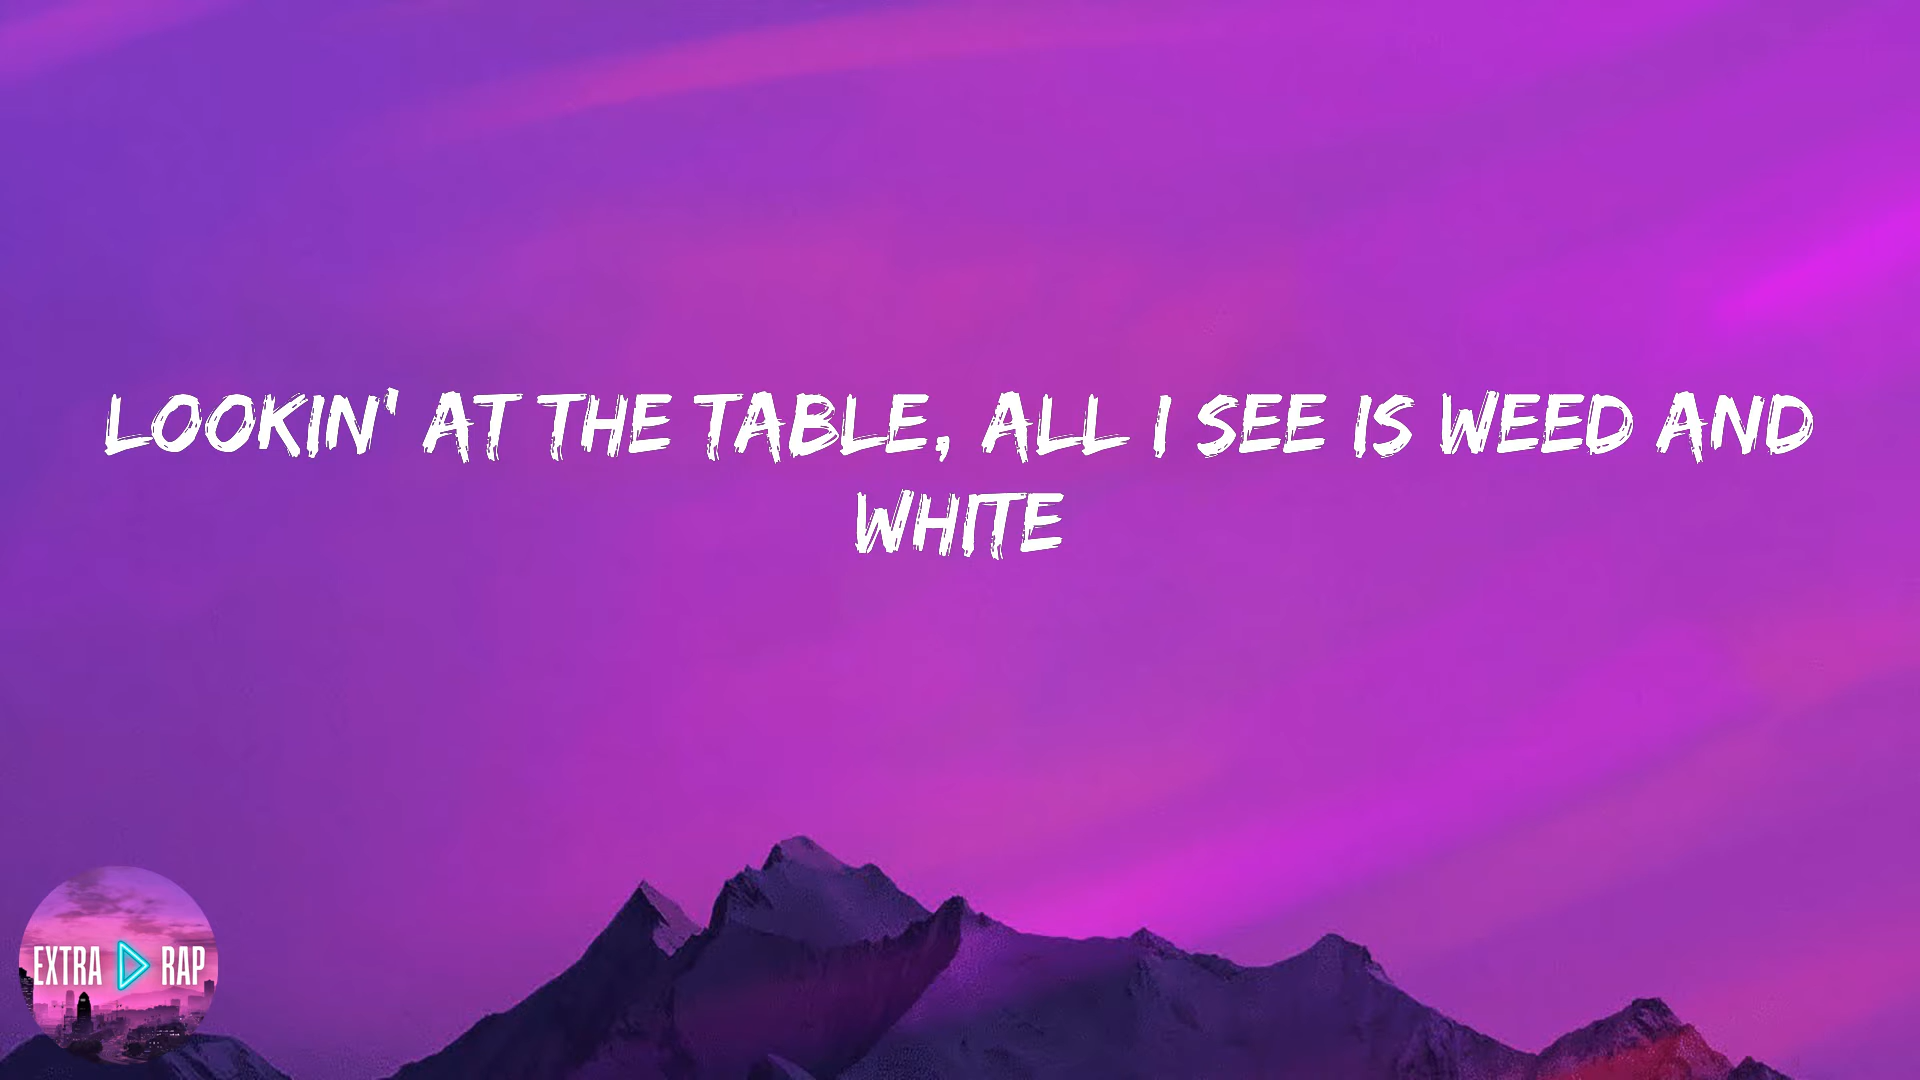 LOOKIN' AT THE TABLE, ALL I SEE IS WEED AND
WHITE
EXTRA RAP